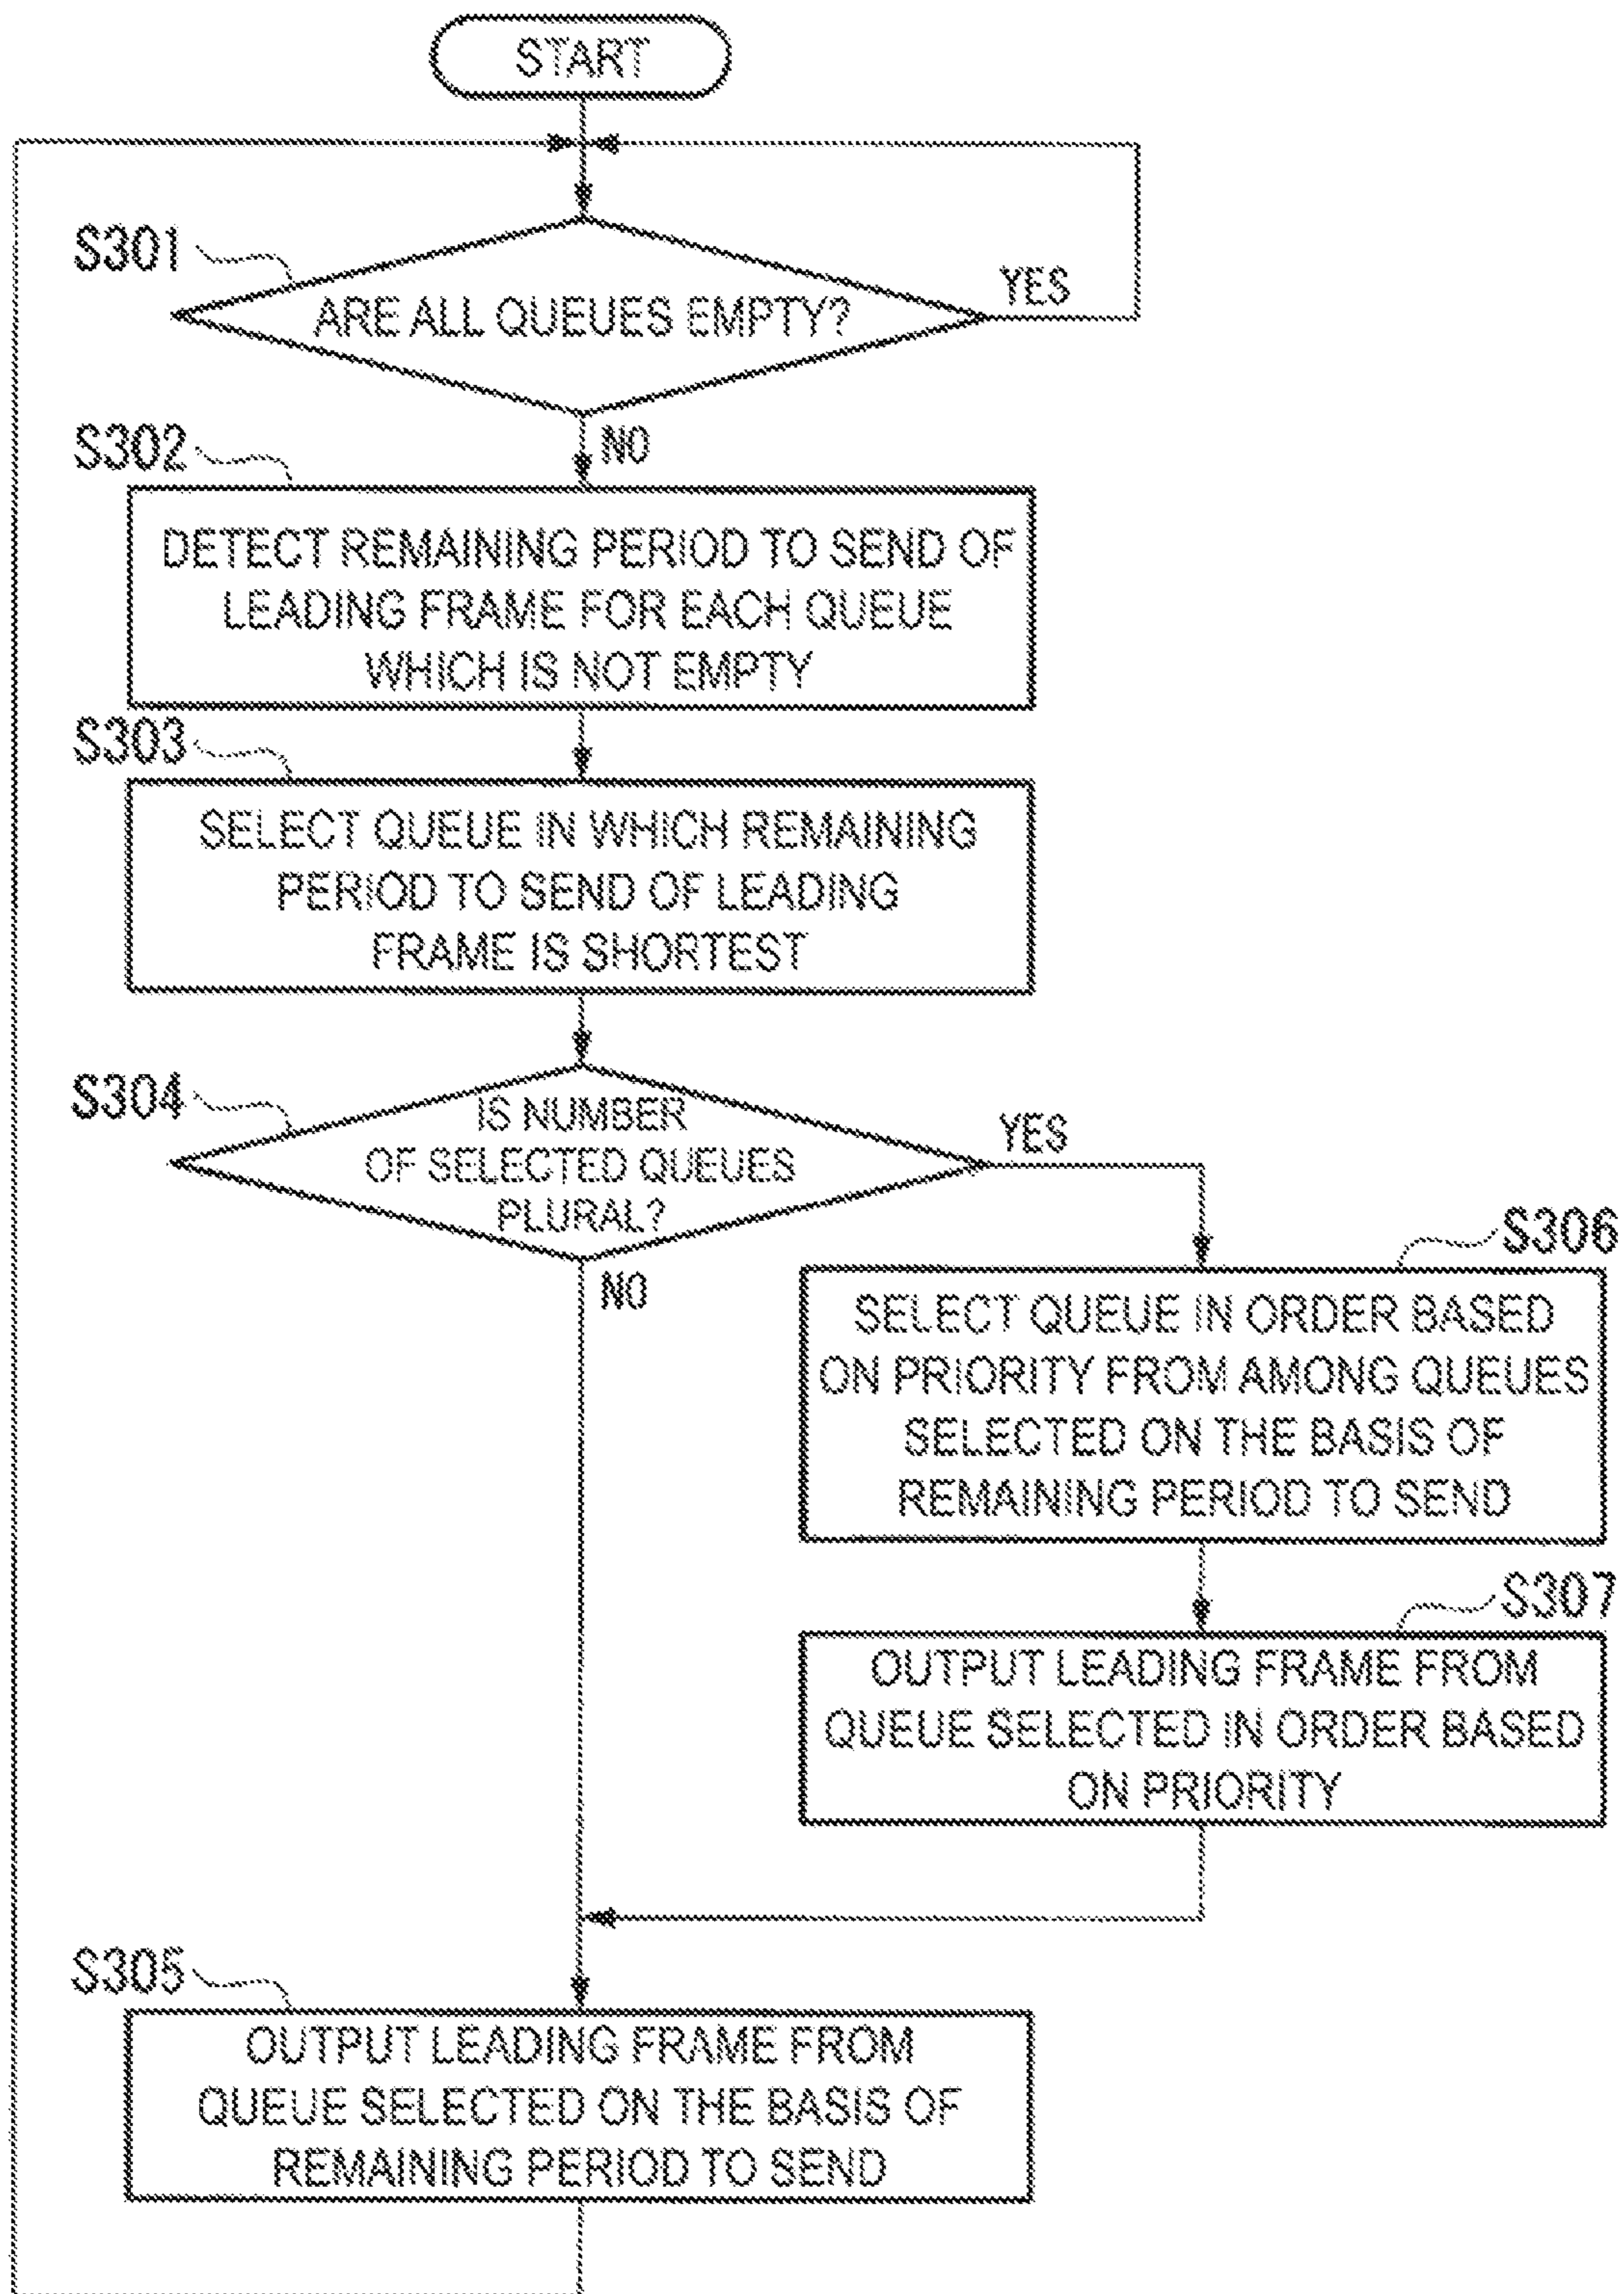 START
S301
ARE ALL QUEUES EMPTY?
YES
NO
S302
DETECT REMAINING PERIOD TO SEND OF
LEADING FRAME FOR EACH QUEUE
WHICH IS NOT EMPTY
S303
SELECT QUEUE IN WHICH REMAINING
PERIOD TO SEND OF LEADING
FRAME IS SHORTEST
S304
IS NUMBER
OF SELECTED QUEUES
PLURAL?
YES
NO
S306
SELECT QUEUE IN ORDER BASED
ON PRIORITY FROM AMONG QUEUES
SELECTED ON THE BASIS OF
REMAINING PERIOD TO SEND
S307
OUTPUT LEADING FRAME FROM
QUEUE SELECTED IN ORDER BASED
ON PRIORITY
S305
OUTPUT LEADING FRAME FROM
QUEUE SELECTED ON THE BASIS OF
REMAINING PERIOD TO SEND